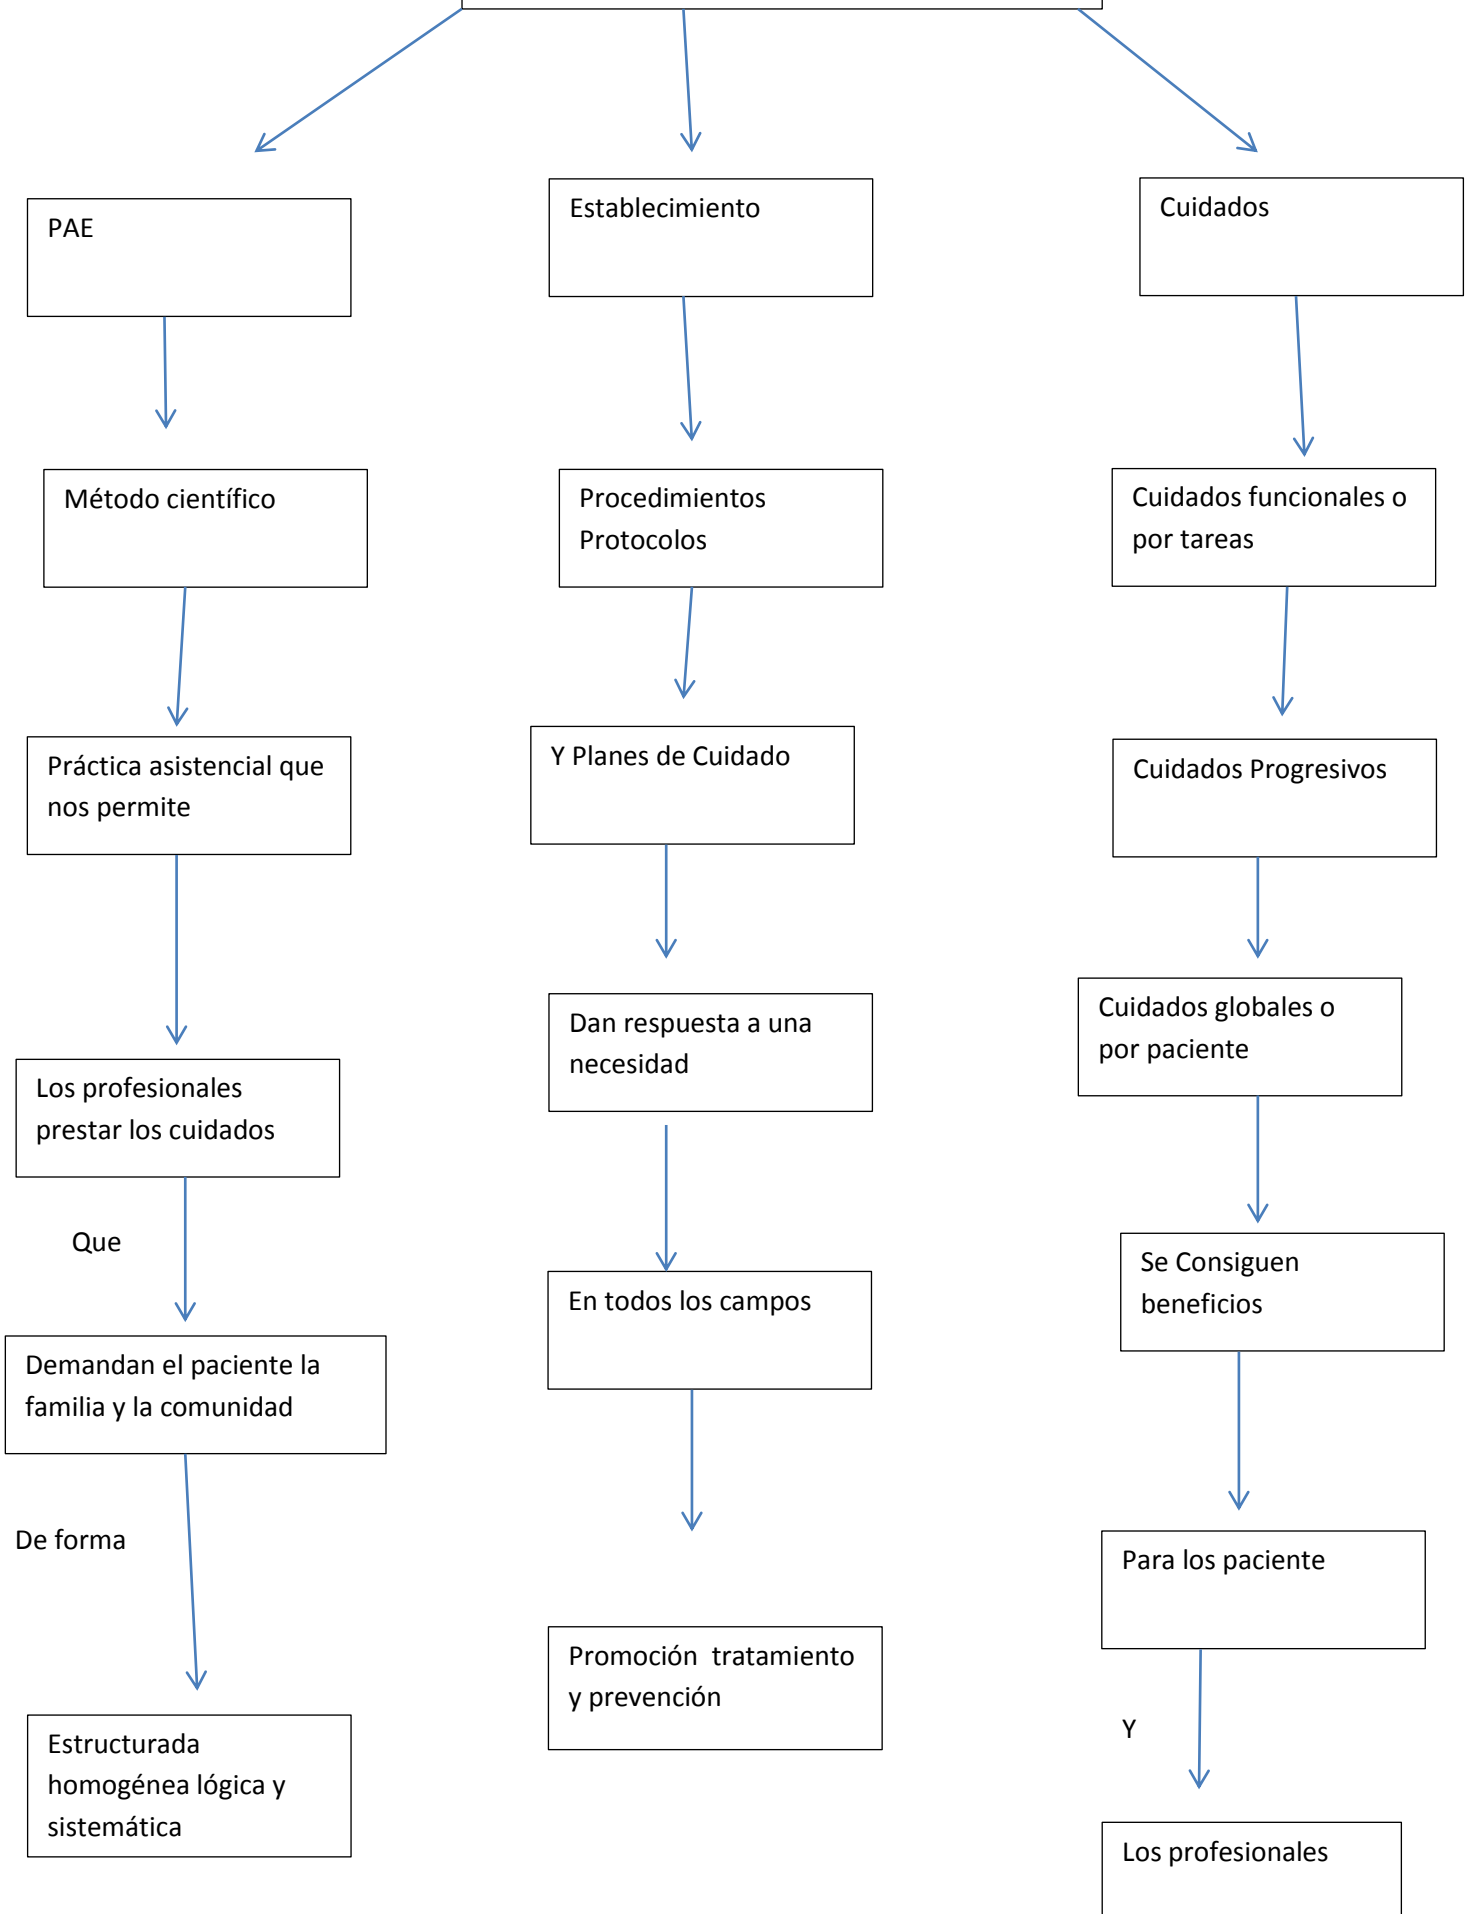 PAE
Establecimiento
Cuidados
Método científico
Procedimientos
Protocolos
Cuidados funcionales o
por tareas
Práctica asistencial que
nos permite
Y Planes de Cuidado
Cuidados Progresivos
Los profesionales
prestar los cuidados
Dan respuesta a una
necesidad
Cuidados globales o
por paciente
Que
Demandan el paciente la
familia y la comunidad
En todos los campos
Se Consiguen
beneficios
De forma
Estructurada
homogénea lógica y
sistemática
Promoción  tratamiento
y prevención
Para los paciente
Y
Los profesionales